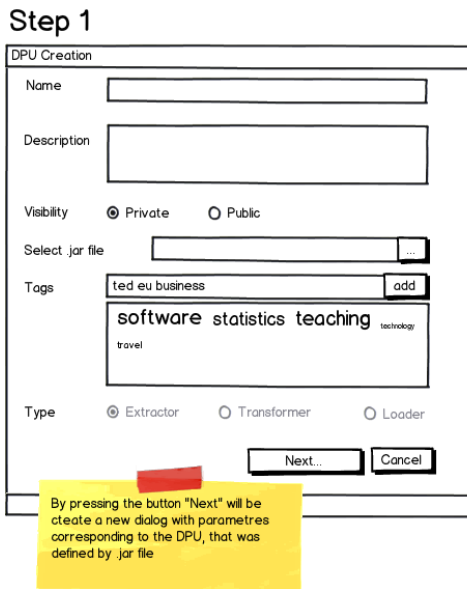 Step 1
DPU Creation
Name
Description
Visibility Private Public
Select .jar file ...
Tags ted eu business add
software statistics teaching technology
travel
Type Extractor Transformer Loader
Next... Cancel
By pressing the button "Next" will be
cteate a new dialog with parametres
corresponding to the DPU, that was
defined by .jar file